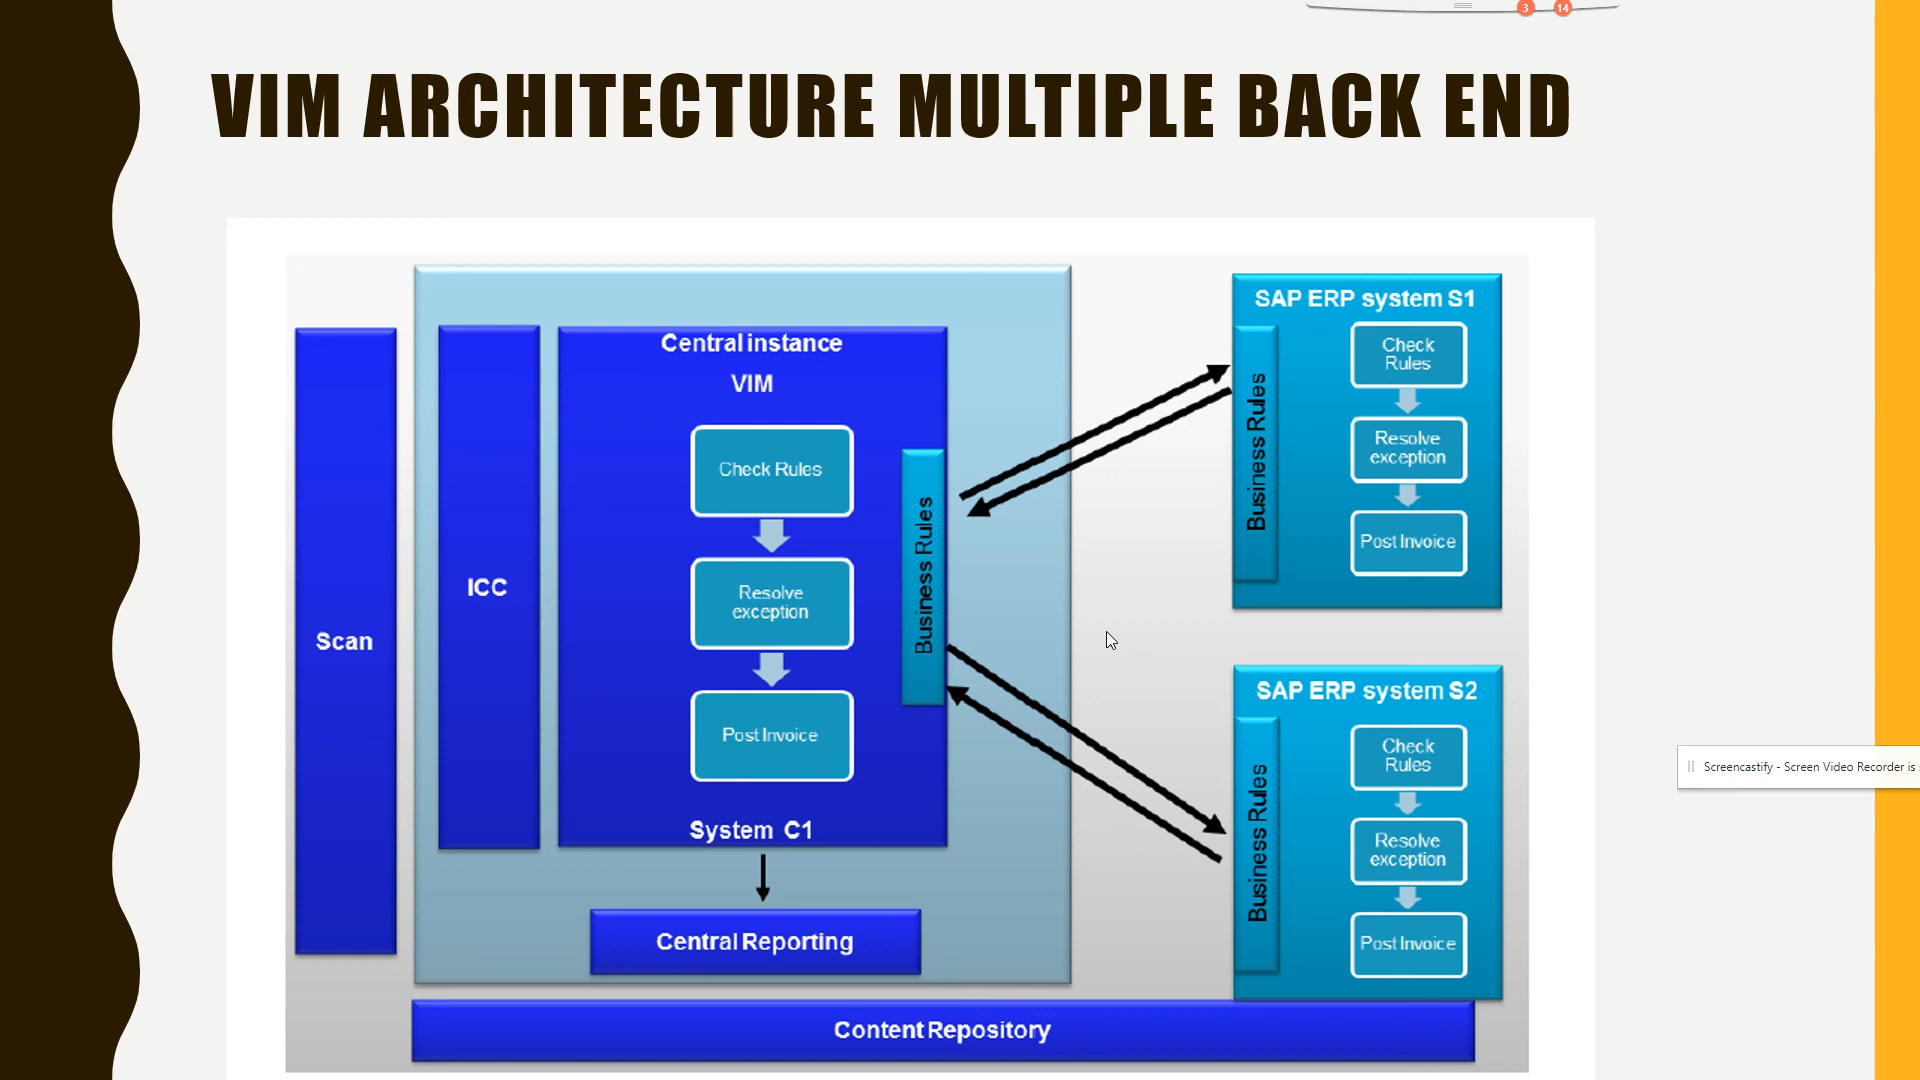 3 14
VIM ARCHITECTURE MULTIPLE BACK END
Scan
ICC
Central instance
VIM
Check Rules
Resolve
exception
Post Invoice
Business Rules
System C1
Central Reporting
Content Repository
SAP ERP system S1
Business Rules
Check
Rules
Resolve
exception
Post Invoice
SAP ERP system S2
Business Rules
Check
Rules
Resolve
exception
Post Invoice
Screencastify - Screen Video Recorder is